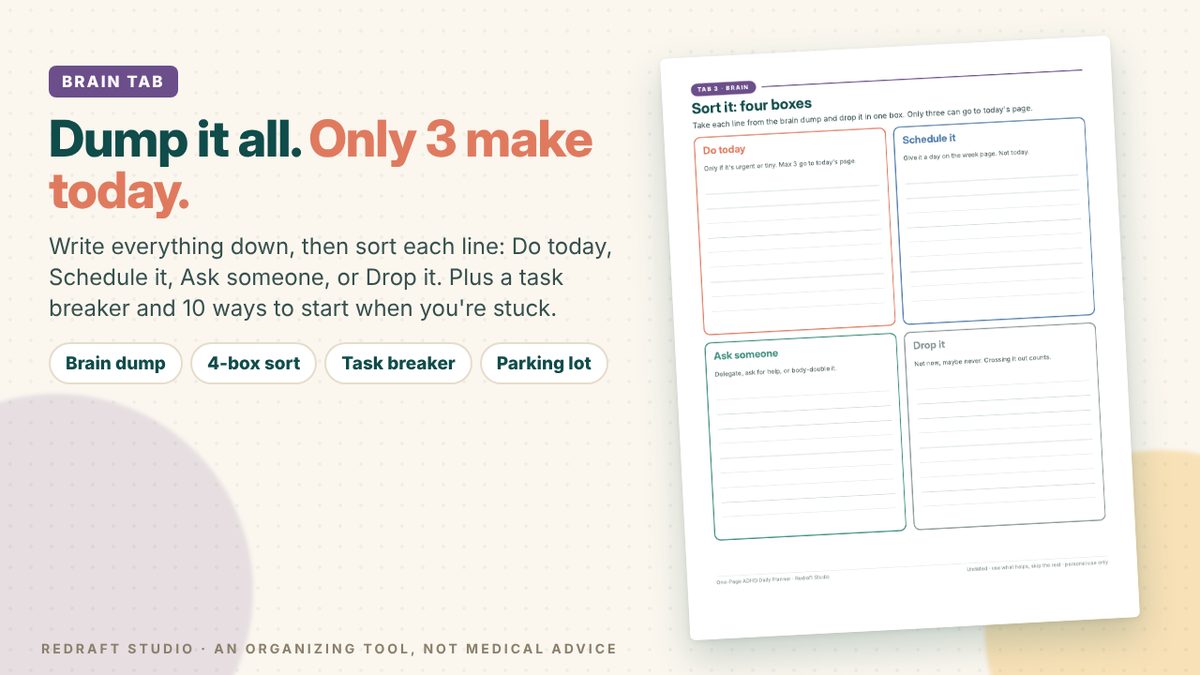 BRAIN TAB
Dump it all. Only 3 make
today.
Write everything down, then sort each line: Do today,
Schedule it, Ask someone, or Drop it. Plus a task
breaker and 10 ways to start when you're stuck.
Brain dump
4-box sort
Task breaker
Parking lot
REDRAFT STUDIO · AN ORGANIZING TOOL, NOT MEDICAL ADVICE
TAB 3 · BRAIN
Sort it: four boxes
Take each line from the brain dump and drop it in one box. Only three can go to today's page.
Do today
Only if it's urgent or tiny. Max 3 go to today's page.
Schedule it
Give it a day on the week page. Not today.
Ask someone
Delegate, ask for help, or body-double it.
Drop it
Not now, maybe never. Crossing it out counts.
One-Page ADHD Daily Planner · Redraft Studio
Undated · use what helps, skip the rest · personal use only